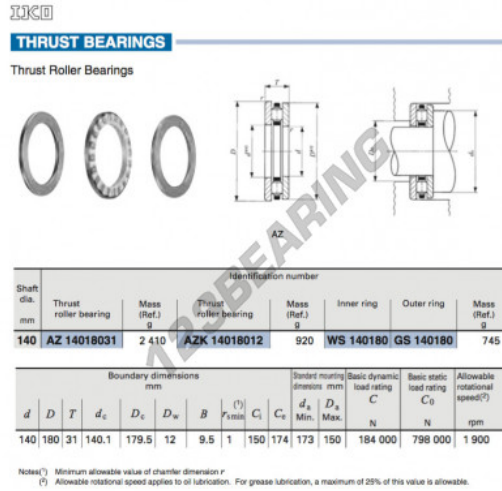 IKO
THRUST BEARINGS
Thrust Roller Bearings
T
r
r
D
d
d
D
AZ
123BEARING
Identification number
Shaft dia. mm | Thrust roller bearing | Mass (Ref.) g | Thrust roller bearing | Mass (Ref.) g | Inner ring | Outer ring | Mass (Ref.) g
140 AZ 14018031 2 410 AZK 14018012 920 WS 140180 GS 140180 745
Boundary dimensions mm | Standard mounting dimensions mm | Basic dynamic load rating C N | Basic static load rating C0 N | Allowable rotational speed(2) rpm
d D T dc Dc Dw B rs min(1) Ci Ce da Min. Da Max.
140 180 31 140.1 179.5 12 9.5 1 150 174 173 150 184 000 798 000 1 900
Notes(1) Minimum allowable value of chamfer dimension r
(2) Allowable rotational speed applies to oil lubrication. For grease lubrication, a maximum of 25% of this value is allowable.